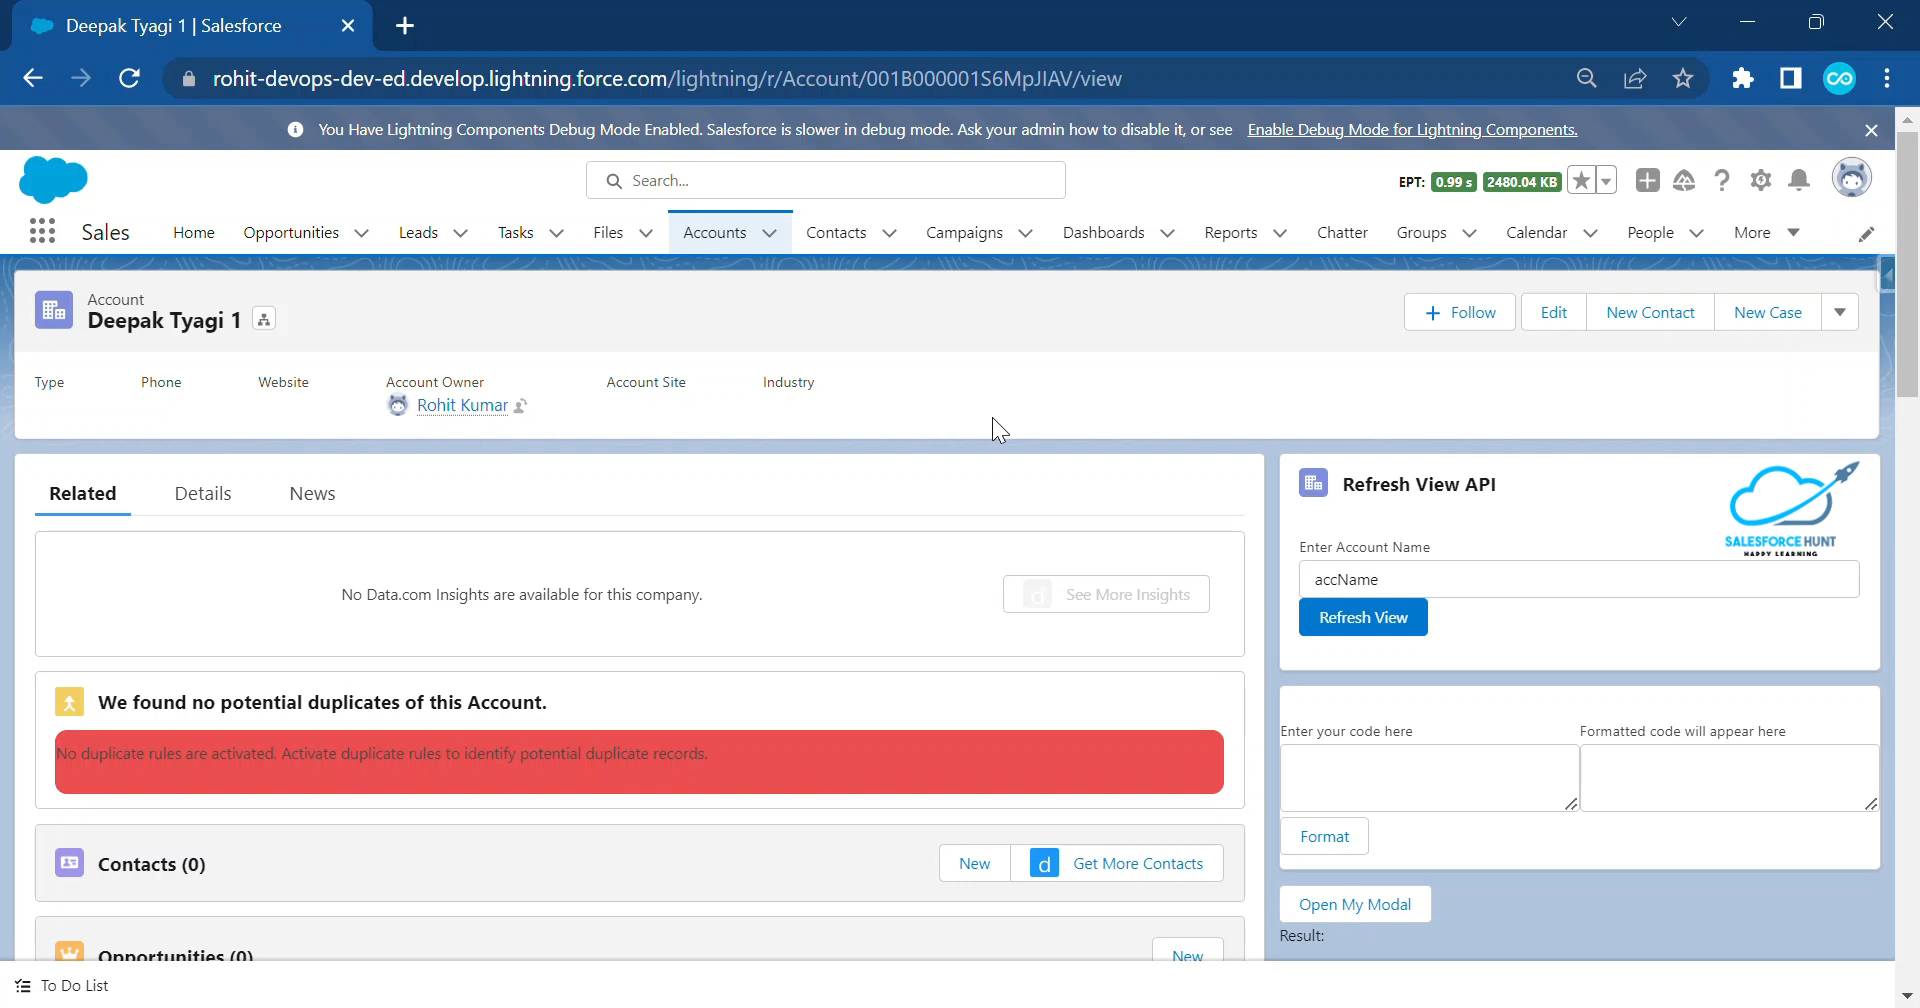 Deepak Tyagi 1 | Salesforce
rohit-devops-dev-ed.develop.lightning.force.com/lightning/r/Account/001B000001S6MpJIAV/view
You Have Lightning Components Debug Mode Enabled. Salesforce is slower in debug mode. Ask your admin how to disable it, or see Enable Debug Mode for Lightning Components.
Search...
EPT: 0.99 s 2480.04 KB
Sales Home Opportunities Leads Tasks Files Accounts Contacts Campaigns Dashboards Reports Chatter Groups Calendar People More
Account
Deepak Tyagi 1
Follow Edit New Contact New Case
Type Phone Website Account Owner Account Site Industry
Rohit Kumar
Related Details News
No Data.com Insights are available for this company.
d See More Insights
We found no potential duplicates of this Account.
No duplicate rules are activated. Activate duplicate rules to identify potential duplicate records.
Contacts (0)
New d Get More Contacts
Opportunities (0)
New
Refresh View API
SALESFORCE HUNT
HAPPY LEARNING
Enter Account Name
accName
Refresh View
Enter your code here Formatted code will appear here
Format
Open My Modal
Result:
To Do List